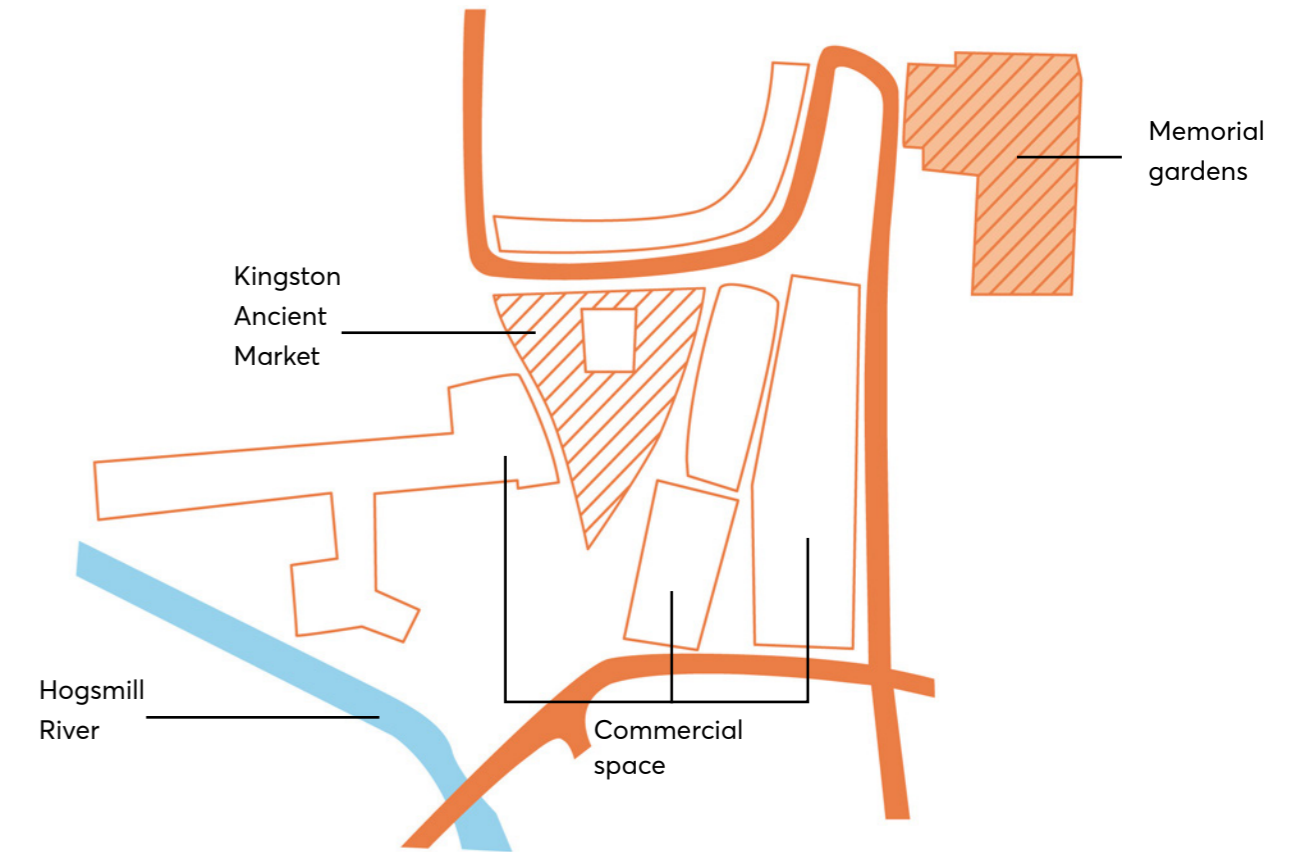 Memorial
gardens
Kingston
Ancient
Market
Hogsmill
River
Commercial
space